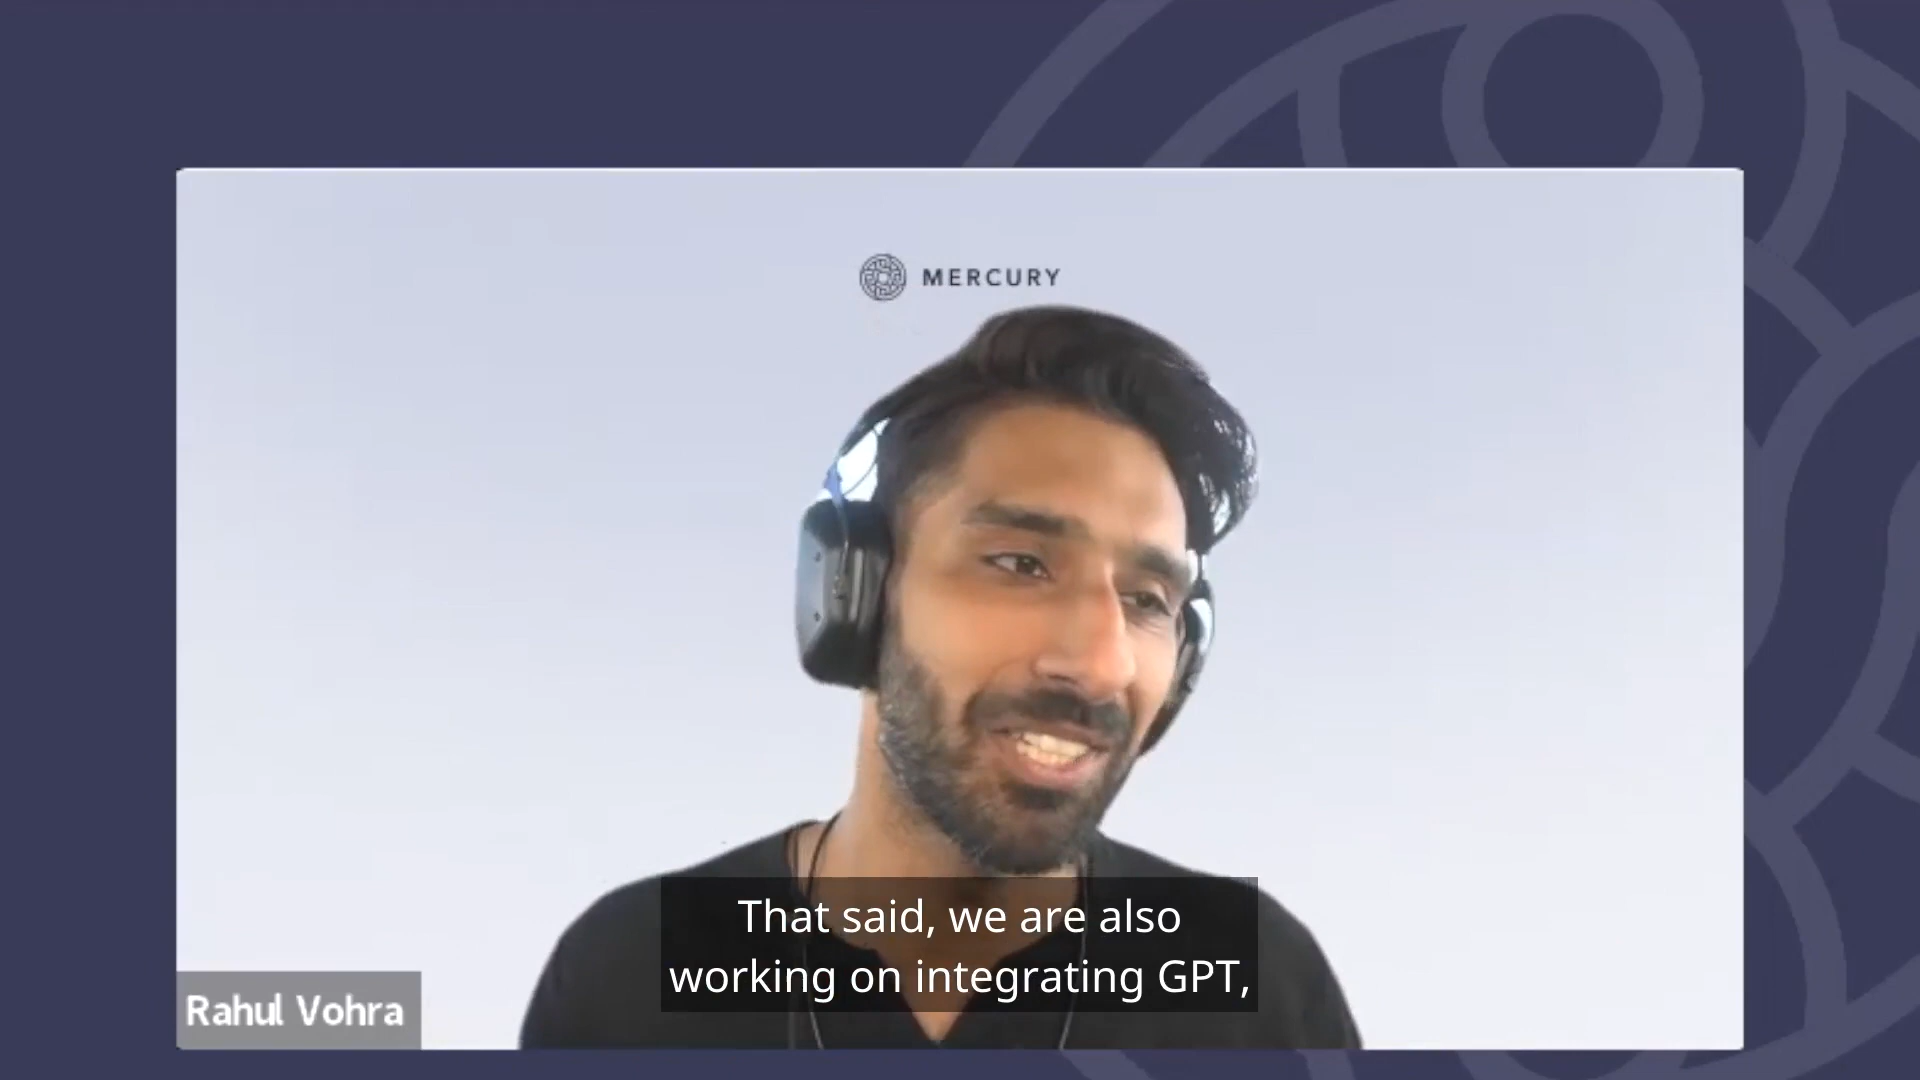 MERCURY
That said, we are also
working on integrating GPT,
Rahul Vohra